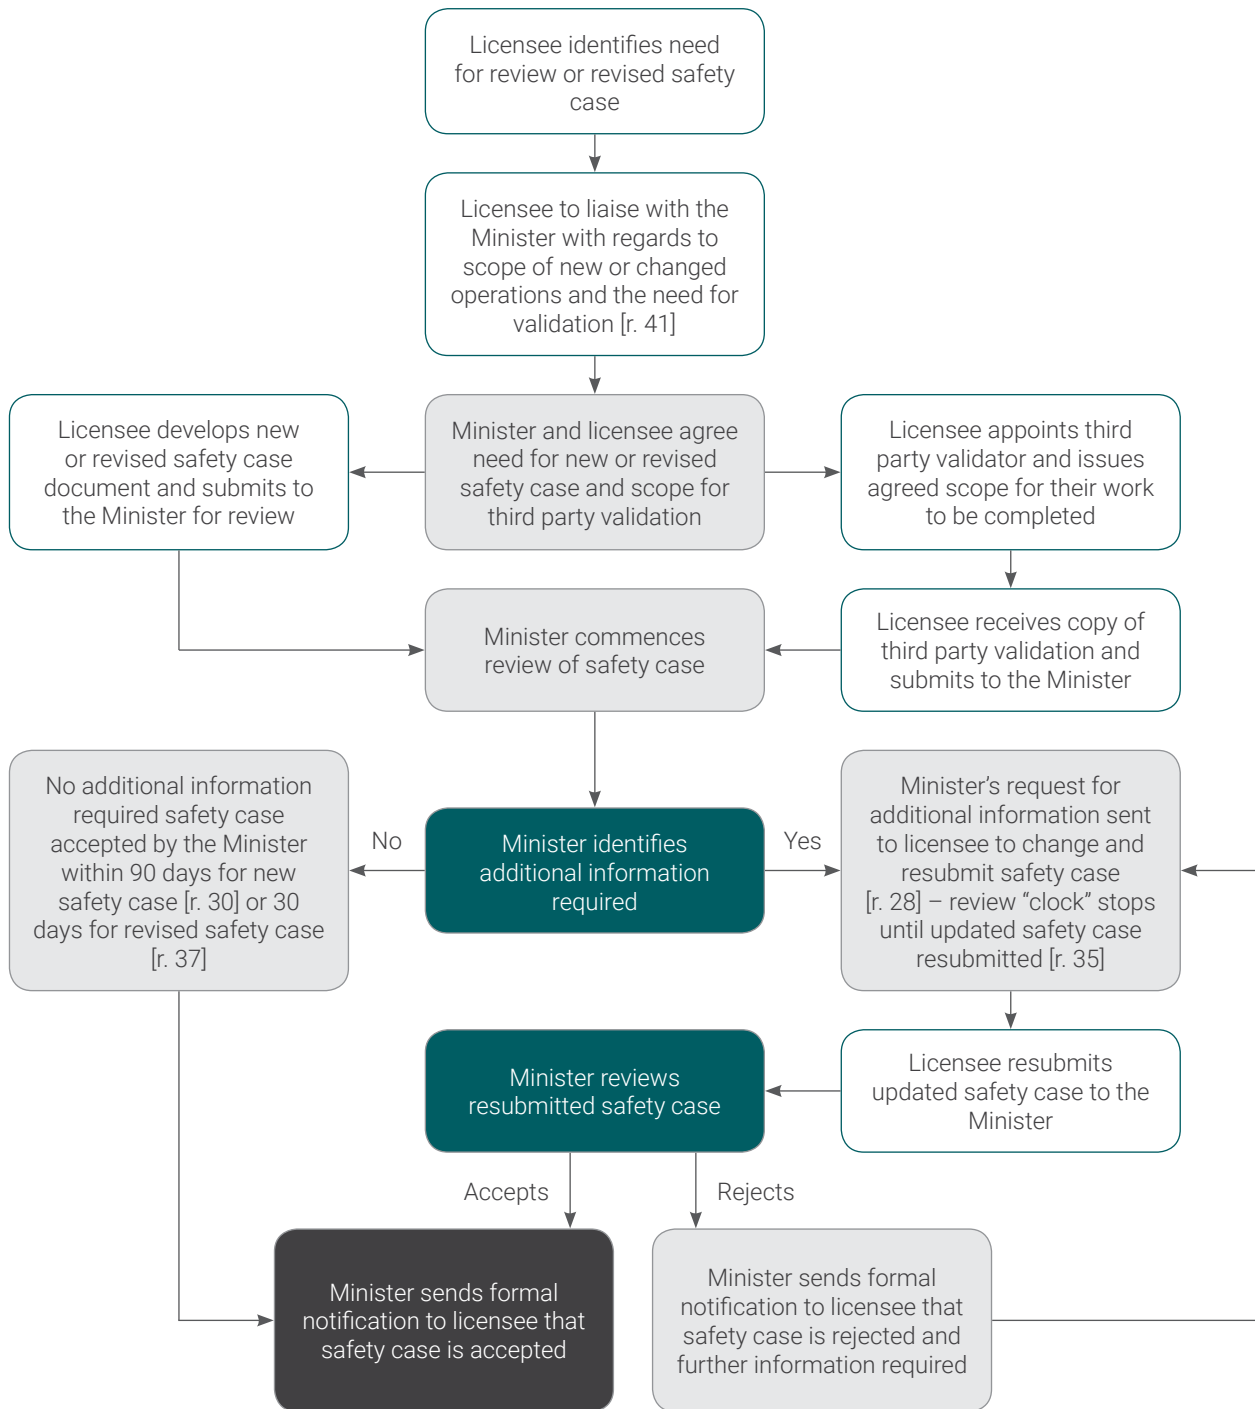 Licensee identifies need
for review or revised safety
case
Licensee to liaise with the
Minister with regards to
scope of new or changed
operations and the need for
validation [r. 41]
Licensee develops new
or revised safety case
document and submits to
the Minister for review
Minister and licensee agree
need for new or revised
safety case and scope for
third party validation
Licensee appoints third
party validator and issues
agreed scope for their work
to be completed
Minister commences
review of safety case
Licensee receives copy of
third party validation and
submits to the Minister
No additional information
required safety case
accepted by the Minister
within 90 days for new
safety case [r. 30] or 30
days for revised safety case
[r. 37]
No
Minister identifies
additional information
required
Yes
Minister’s request for
additional information sent
to licensee to change and
resubmit safety case
[r. 28] – review “clock” stops
until updated safety case
resubmitted [r. 35]
Minister reviews
resubmitted safety case
Licensee resubmits
updated safety case to the
Minister
Accepts
Rejects
Minister sends formal
notification to licensee that
safety case is accepted
Minister sends formal
notification to licensee that
safety case is rejected and
further information required